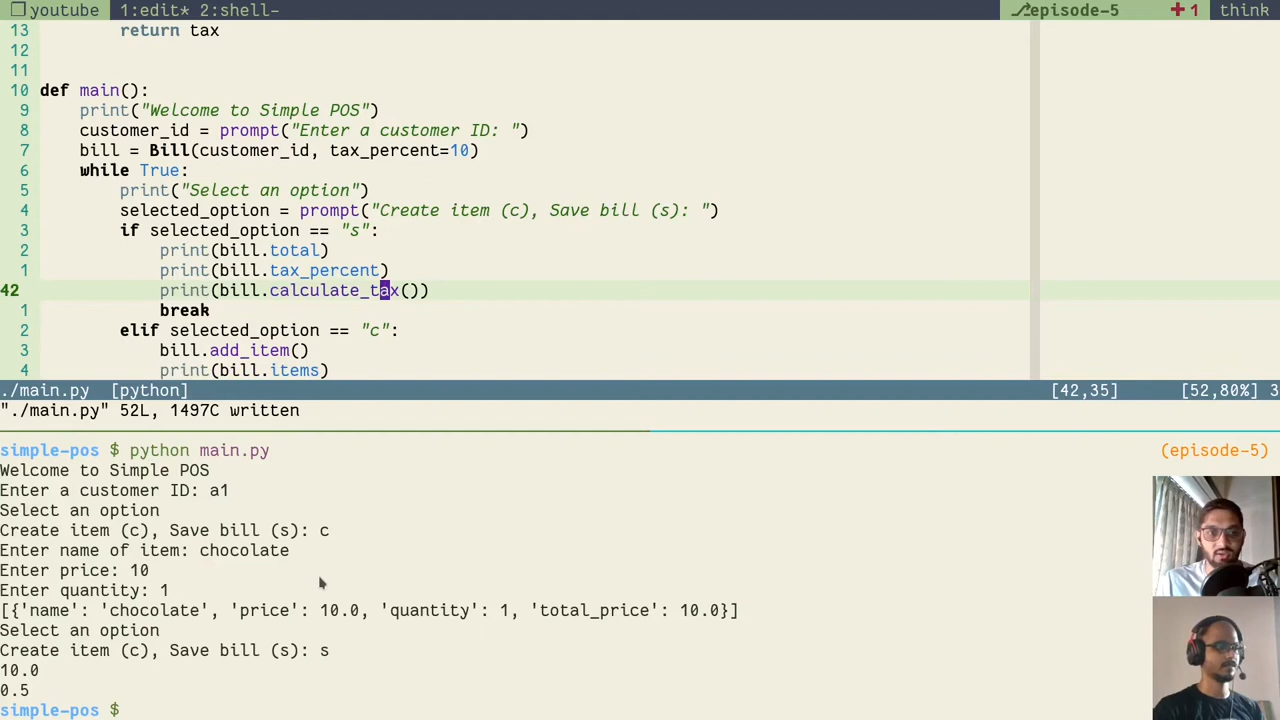 ❐ youtube 1:edit* 2:shell- episode-5 ✚ 1 think
13 return tax
12
11
10 def main():
9 print("Welcome to Simple POS")
8 customer_id = prompt("Enter a customer ID: ")
7 bill = Bill(customer_id, tax_percent=10)
6 while True:
5 print("Select an option")
4 selected_option = prompt("Create item (c), Save bill (s): ")
3 if selected_option == "s":
2 print(bill.total)
1 print(bill.tax_percent)
42 print(bill.calculate_tax())
1 break
2 elif selected_option == "c":
3 bill.add_item()
4 print(bill.items)
./main.py [python] [42,35] [52,80%] 3
"./main.py" 52L, 1497C written
simple-pos $ python main.py (episode-5)
Welcome to Simple POS
Enter a customer ID: a1
Select an option
Create item (c), Save bill (s): c
Enter name of item: chocolate
Enter price: 10
Enter quantity: 1
[{'name': 'chocolate', 'price': 10.0, 'quantity': 1, 'total_price': 10.0}]
Select an option
Create item (c), Save bill (s): s
10.0
0.5
simple-pos $